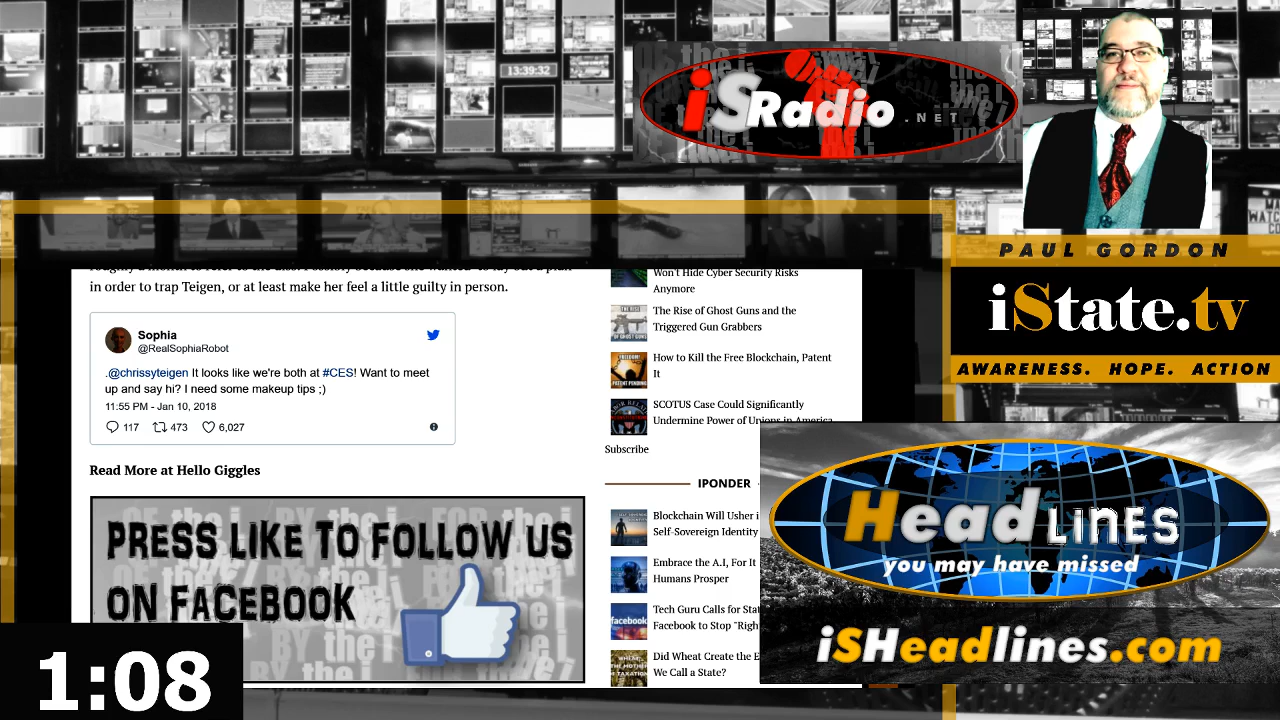 13:39:32
iSRadio.NET
PAUL GORDON
iState.tv
AWARENESS. HOPE. ACTION
in order to trap Teigen, or at least make her feel a little guilty in person.
Sophia
@RealSophiaRobot
.@chrissyteigen It looks like we're both at #CES! Want to meet
up and say hi? I need some makeup tips ;)
11:55 PM - Jan 10, 2018
117 473 6,027
Read More at Hello Giggles
PRESS LIKE TO FOLLOW US
ON FACEBOOK
Won't Hide Cyber Security Risks
Anymore
The Rise of Ghost Guns and the
Triggered Gun Grabbers
How to Kill the Free Blockchain, Patent
It
SCOTUS Case Could Significantly
Undermine Power of Unions in America
Subscribe
IPONDER
Blockchain Will Usher i
Self-Sovereign Identity
Embrace the A.I, For It
Humans Prosper
Tech Guru Calls for Sta
Facebook to Stop "Righ
Did Wheat Create the E
We Call a State?
HeadLINES
you may have missed
iSHeadlines.com
1:08